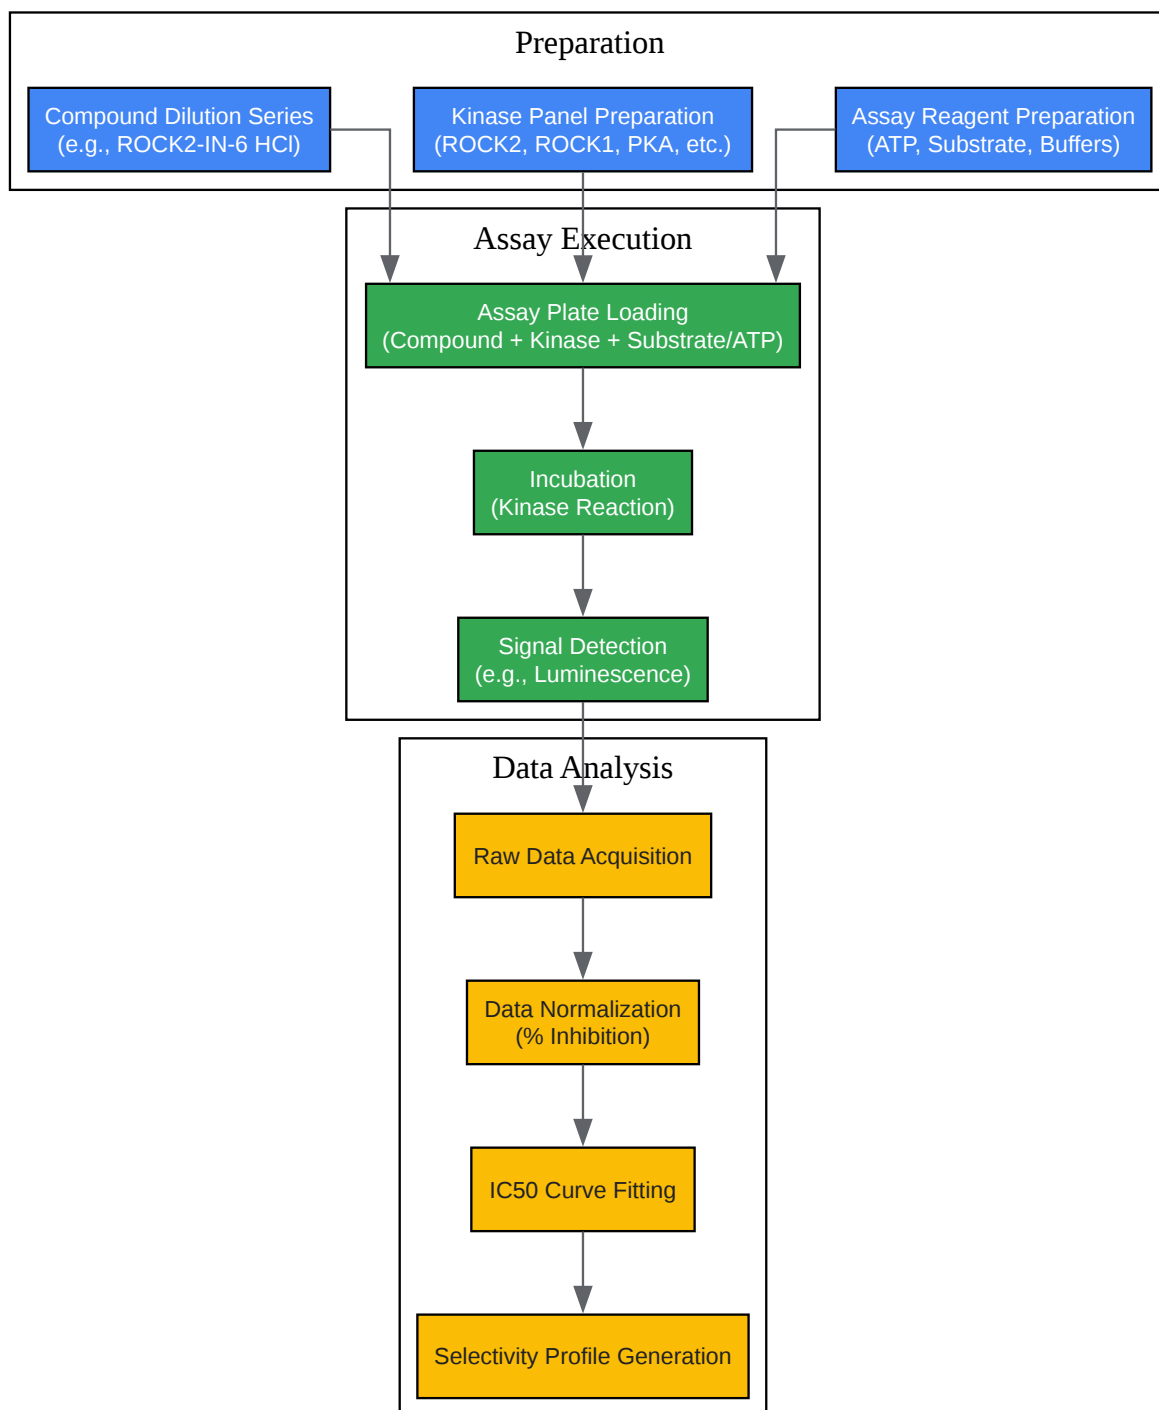 Preparation
Compound Dilution Series
(e.g., ROCK2-IN-6 HCl)
Kinase Panel Preparation
(ROCK2, ROCK1, PKA, etc.)
Assay Reagent Preparation
(ATP, Substrate, Buffers)
Assay Execution
Assay Plate Loading
(Compound + Kinase + Substrate/ATP)
Incubation
(Kinase Reaction)
Signal Detection
(e.g., Luminescence)
Data Analysis
Raw Data Acquisition
Data Normalization
(% Inhibition)
IC50 Curve Fitting
Selectivity Profile Generation